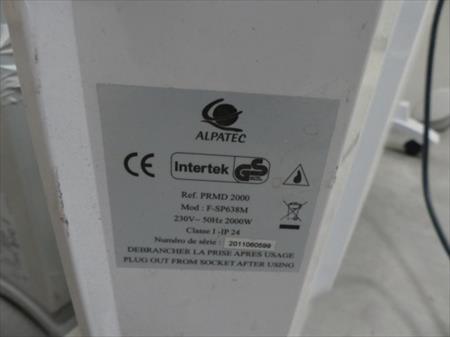 ALPATEC
CE Intertek GS
Ref. PRMD 2000
Mod : F-SP638M
230V~ 50Hz 2000W
Classe I -IP 24
Numéro de série : 2011060599
DEBRANCHER LA PRISE APRES USAGE
PLUG OUT FROM SOCKET AFTER USING